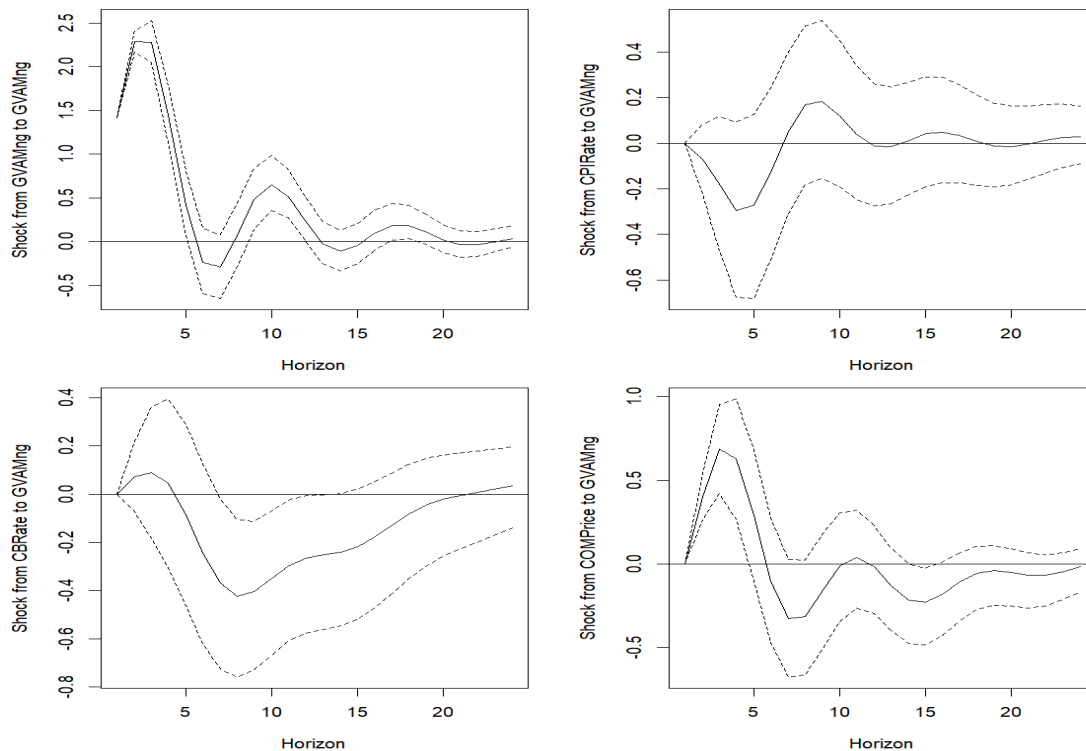 Shock from GVAMng to GVAMng
2.5
2.0
1.5
1.0
0.5
0.0
-0.5
5 10 15 20
Horizon
Shock from CPIRate to GVAMng
0.4
0.2
0.0
-0.2
-0.4
-0.6
5 10 15 20
Horizon
Shock from CBRate to GVAMng
0.4
0.2
0.0
-0.2
-0.4
-0.6
-0.8
5 10 15 20
Horizon
Shock from COMPrice to GVAMng
1.0
0.5
0.0
-0.5
5 10 15 20
Horizon